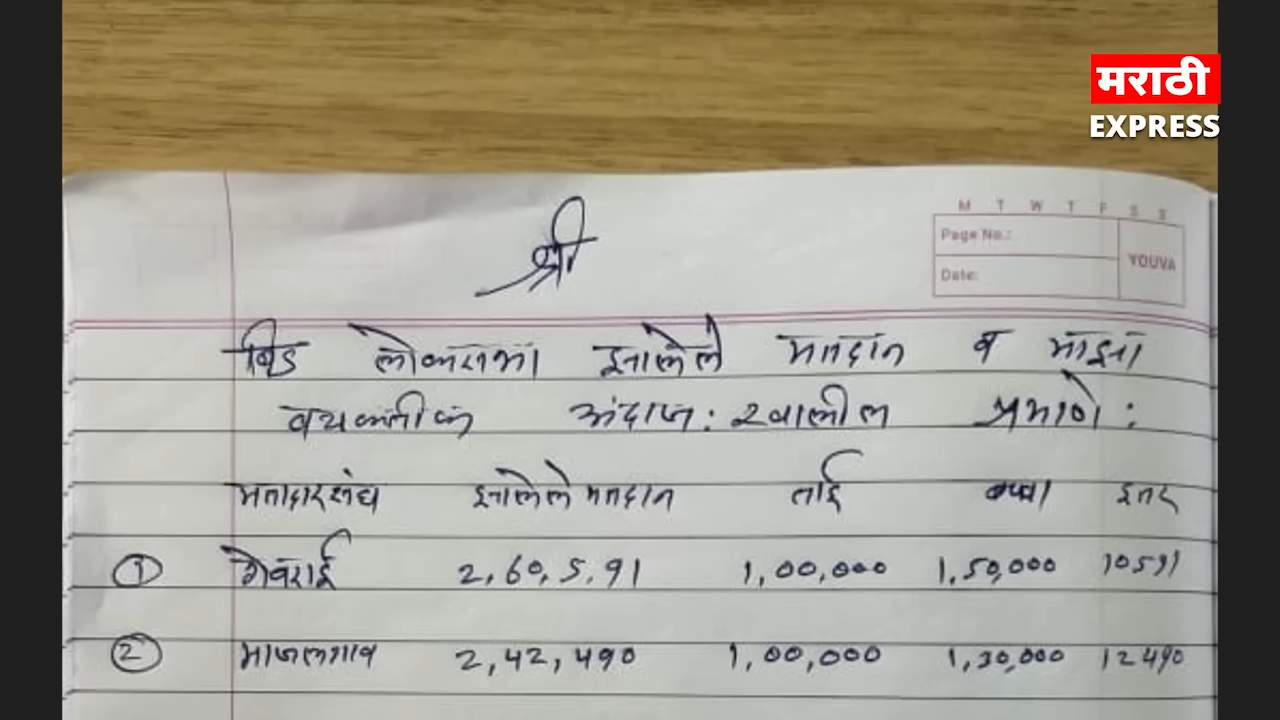 मराठी
EXPRESS
श्री
M T W T F S S
Page No.:
Date:
YOUVA
बिड लोकसभा झालेले मतदान व माझा
वयक्तीक अंदाज: खालील प्रमाणे:
मतदारसंघ झालेले मतदान ताई बप्पा इतर
① गेवराई 2,60,5,91 1,00,000 1,50,000 10591
② माजलगाव 2,42,490 1,00,000 1,30,000 12490